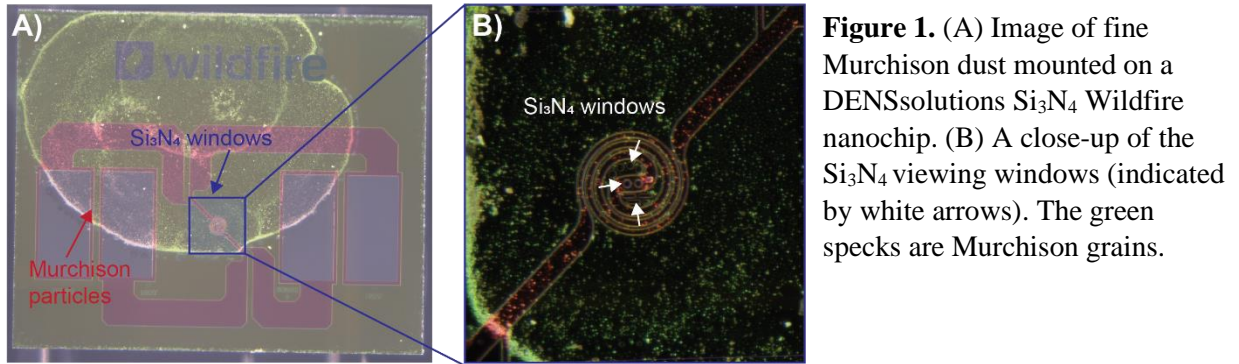 A)
wildfire
Si₃N₄ windows
Murchison
particles
B)
Si₃N₄ windows
Figure 1. (A) Image of fine
Murchison dust mounted on a
DENSsolutions Si₃N₄ Wildfire
nanochip. (B) A close-up of the
Si₃N₄ viewing windows (indicated
by white arrows). The green
specks are Murchison grains.